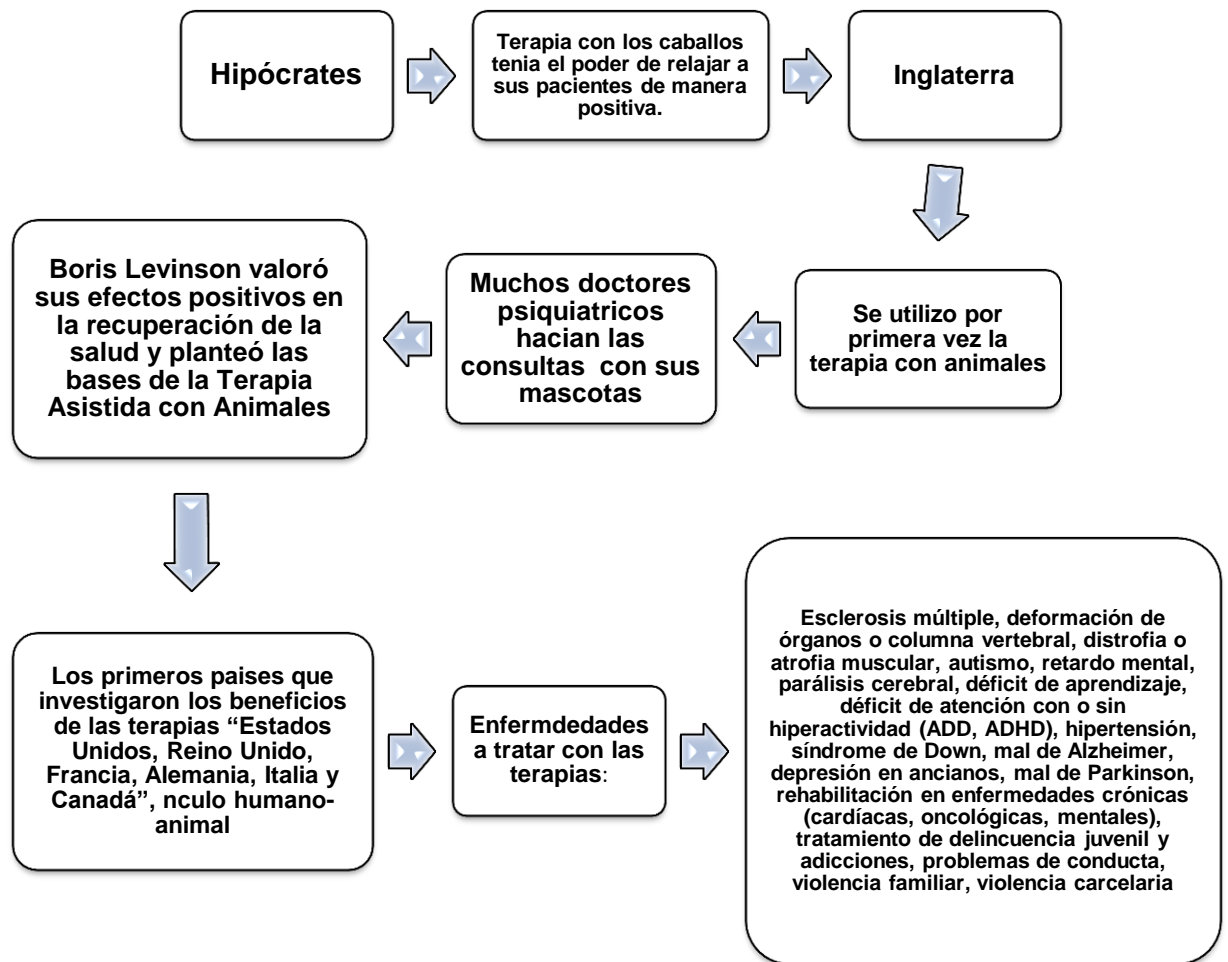 Hipócrates
Terapia con los caballos
tenia el poder de relajar a
sus pacientes de manera
positiva.
Inglaterra
Se utilizo por
primera vez la
terapia con animales
Muchos doctores
psiquiatricos
hacian las
consultas con sus
mascotas
Boris Levinson valoró
sus efectos positivos en
la recuperación de la
salud y planteó las
bases de la Terapia
Asistida con Animales
Los primeros paises que
investigaron los beneficios
de las terapias “Estados
Unidos, Reino Unido,
Francia, Alemania, Italia y
Canadá”, nculo humano-
animal
Enfermdedades
a tratar con las
terapias:
Esclerosis múltiple, deformación de
órganos o columna vertebral, distrofia o
atrofia muscular, autismo, retardo mental,
parálisis cerebral, déficit de aprendizaje,
déficit de atención con o sin
hiperactividad (ADD, ADHD), hipertensión,
síndrome de Down, mal de Alzheimer,
depresión en ancianos, mal de Parkinson,
rehabilitación en enfermedades crónicas
(cardíacas, oncológicas, mentales),
tratamiento de delincuencia juvenil y
adicciones, problemas de conducta,
violencia familiar, violencia carcelaria